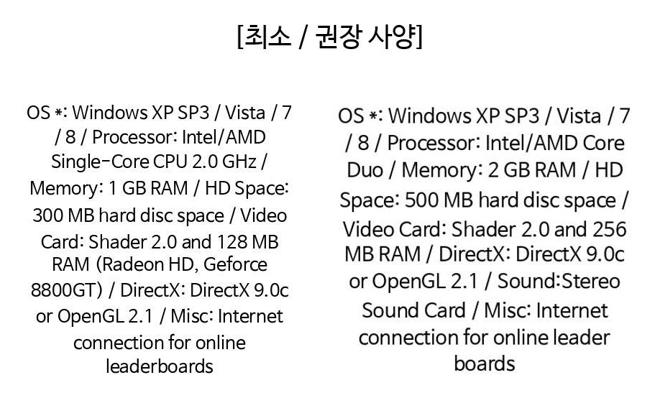 [최소 / 권장 사양]
OS *: Windows XP SP3 / Vista / 7
/ 8 / Processor: Intel/AMD
Single-Core CPU 2.0 GHz /
Memory: 1 GB RAM / HD Space:
300 MB hard disc space / Video
Card: Shader 2.0 and 128 MB
RAM (Radeon HD, Geforce
8800GT) / DirectX: DirectX 9.0c
or OpenGL 2.1 / Misc: Internet
connection for online
leaderboards
OS *: Windows XP SP3 / Vista / 7
/ 8 / Processor: Intel/AMD Core
Duo / Memory: 2 GB RAM / HD
Space: 500 MB hard disc space /
Video Card: Shader 2.0 and 256
MB RAM / DirectX: DirectX 9.0c
or OpenGL 2.1 / Sound:Stereo
Sound Card / Misc: Internet
connection for online leader
boards